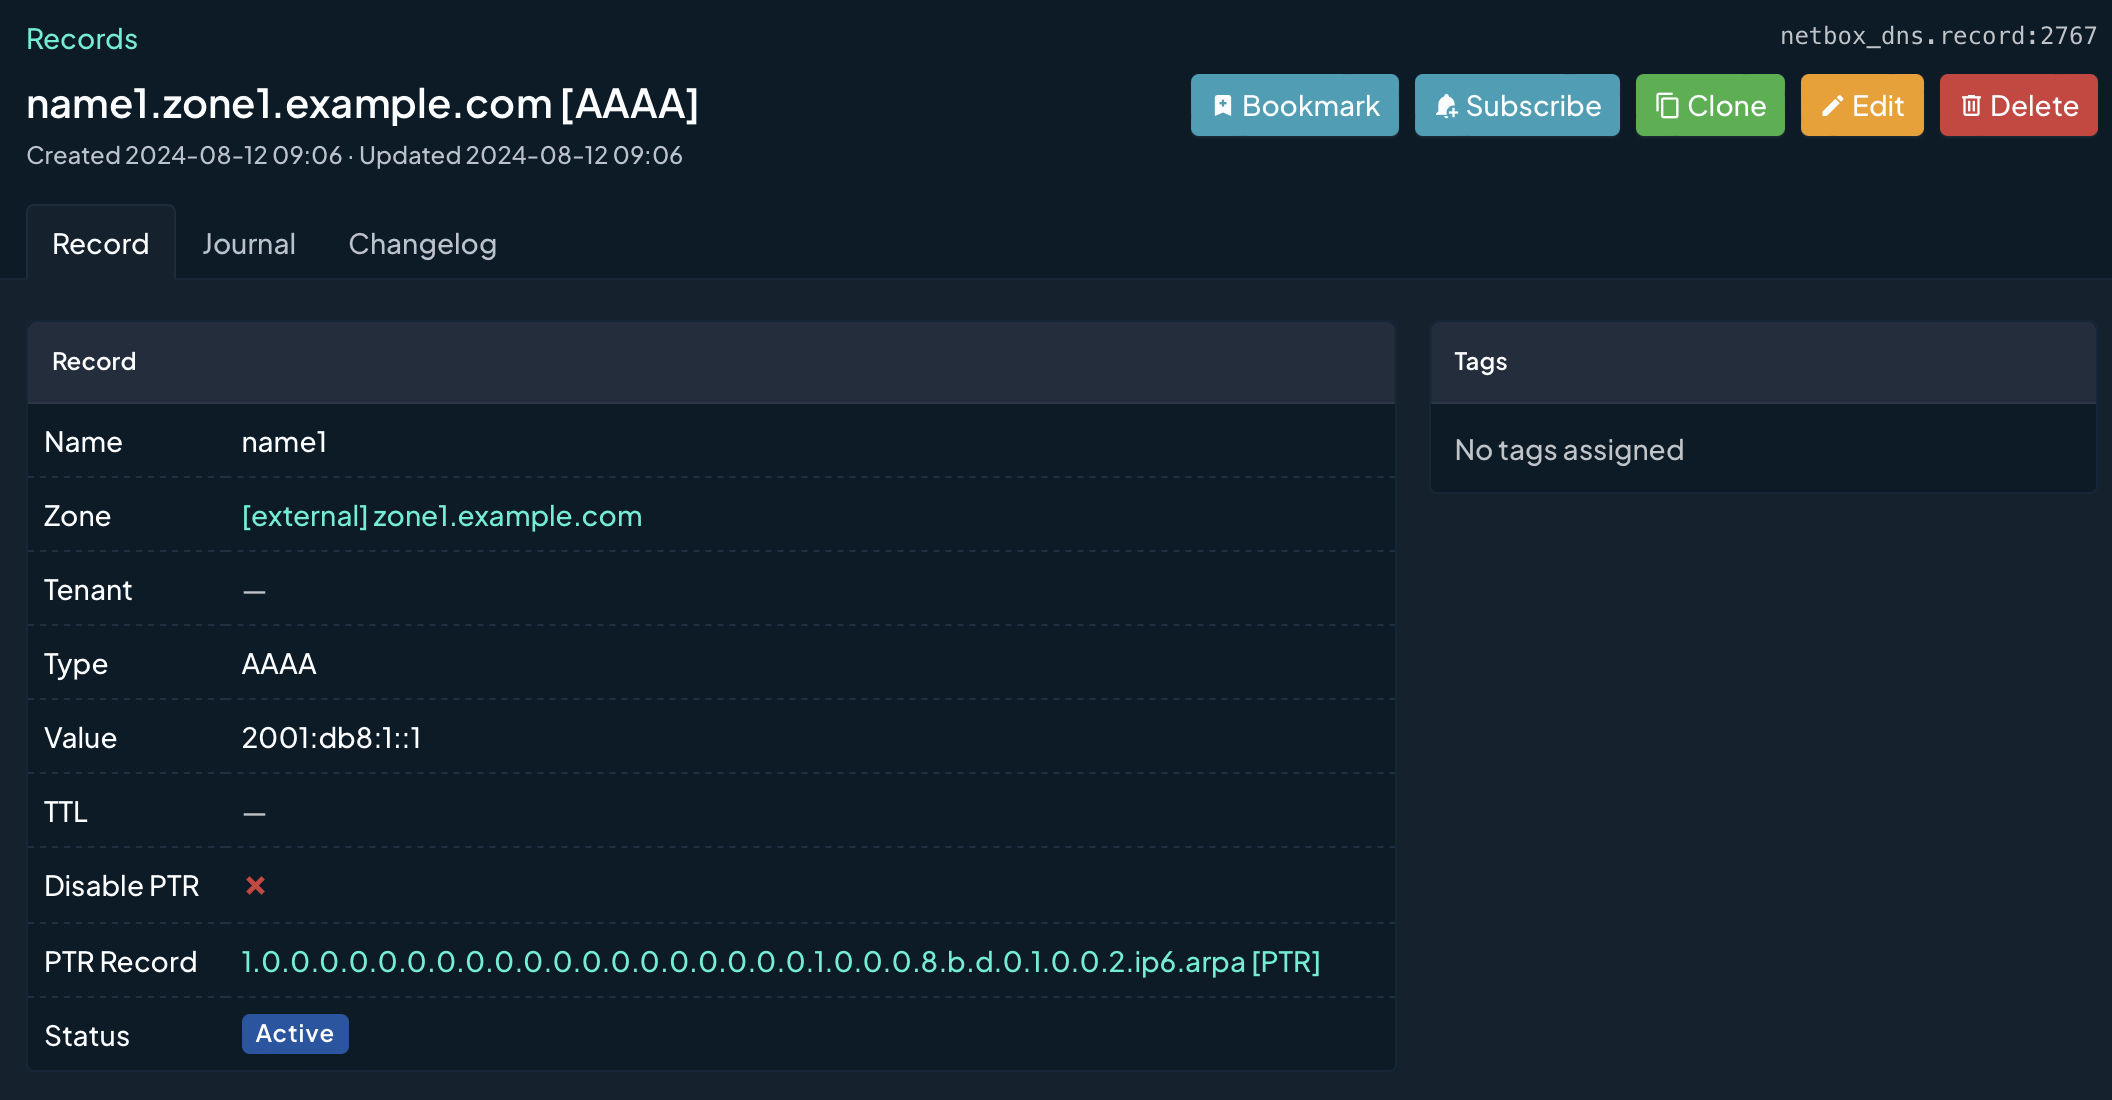 Records
netbox_dns.record:2767
name1.zone1.example.com [AAAA]
Bookmark
Subscribe
Clone
Edit
Delete
Created 2024-08-12 09:06 · Updated 2024-08-12 09:06
Record
Journal
Changelog
Record
Name name1
Zone [external] zone1.example.com
Tenant —
Type AAAA
Value 2001:db8:1::1
TTL —
Disable PTR
PTR Record 1.0.0.0.0.0.0.0.0.0.0.0.0.0.0.0.0.0.0.0.1.0.0.0.8.b.d.0.1.0.0.2.ip6.arpa [PTR]
Status Active
Tags
No tags assigned